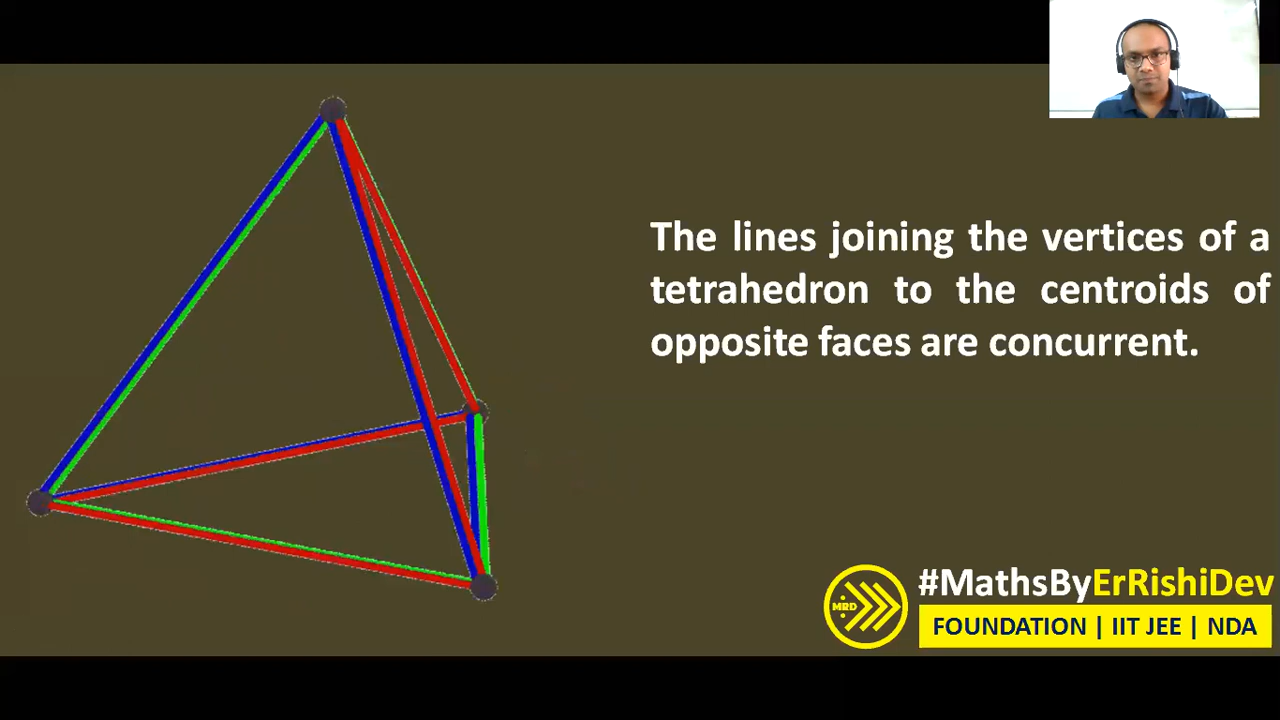 The lines joining the vertices of a
tetrahedron to the centroids of
opposite faces are concurrent.
MRD
#MathsByErRishiDev
FOUNDATION | IIT JEE | NDA